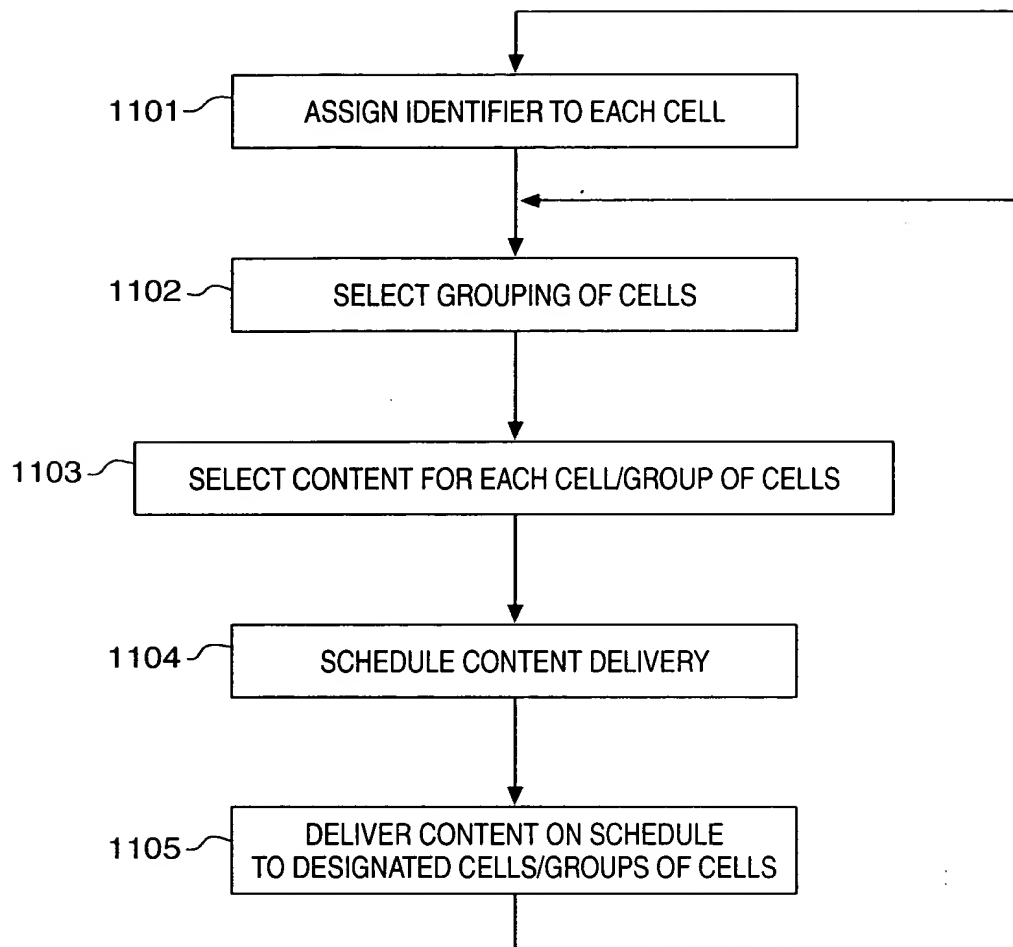 1101
ASSIGN IDENTIFIER TO EACH CELL
1102
SELECT GROUPING OF CELLS
1103
SELECT CONTENT FOR EACH CELL/GROUP OF CELLS
1104
SCHEDULE CONTENT DELIVERY
1105
DELIVER CONTENT ON SCHEDULE
TO DESIGNATED CELLS/GROUPS OF CELLS